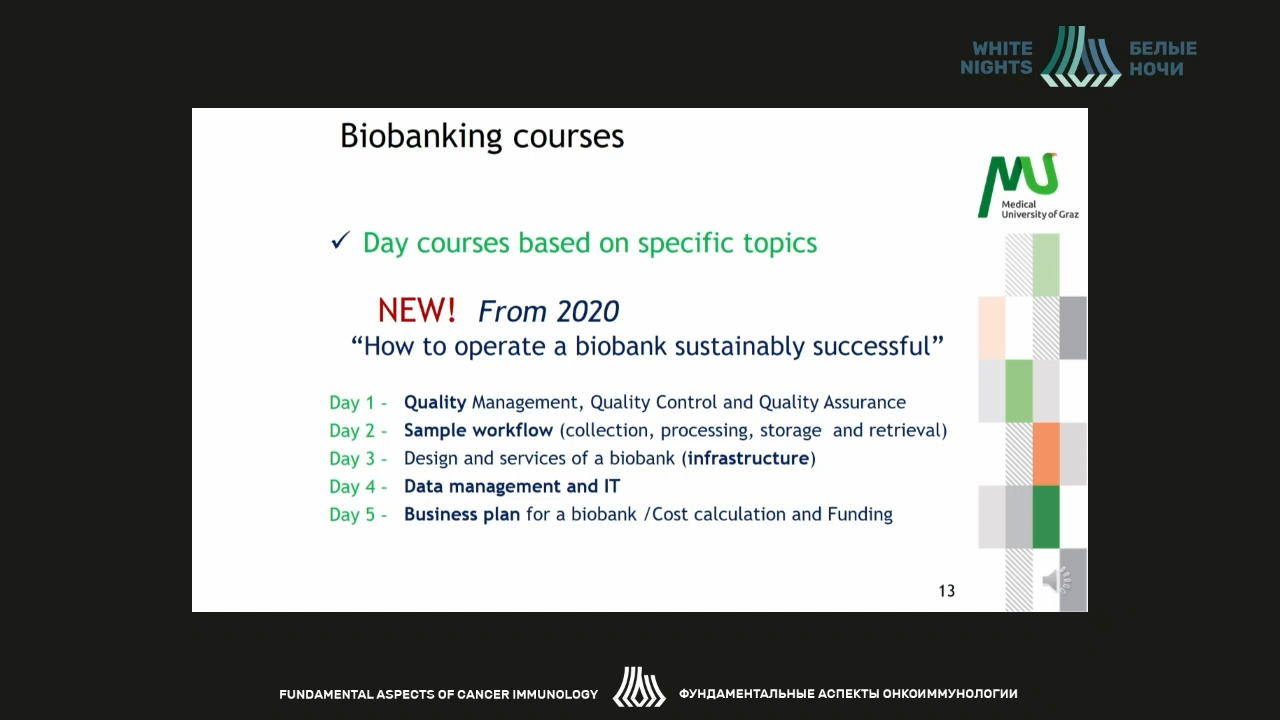 WHITE
NIGHTS
БЕЛЫЕ
НОЧИ
Biobanking courses
Medical
University of Graz
✓ Day courses based on specific topics
NEW! From 2020
“How to operate a biobank sustainably successful”
Day 1 - Quality Management, Quality Control and Quality Assurance
Day 2 - Sample workflow (collection, processing, storage and retrieval)
Day 3 - Design and services of a biobank (infrastructure)
Day 4 - Data management and IT
Day 5 - Business plan for a biobank /Cost calculation and Funding
13
FUNDAMENTAL ASPECTS OF CANCER IMMUNOLOGY
ФУНДАМЕНТАЛЬНЫЕ АСПЕКТЫ ОНКОИММУНОЛОГИИ